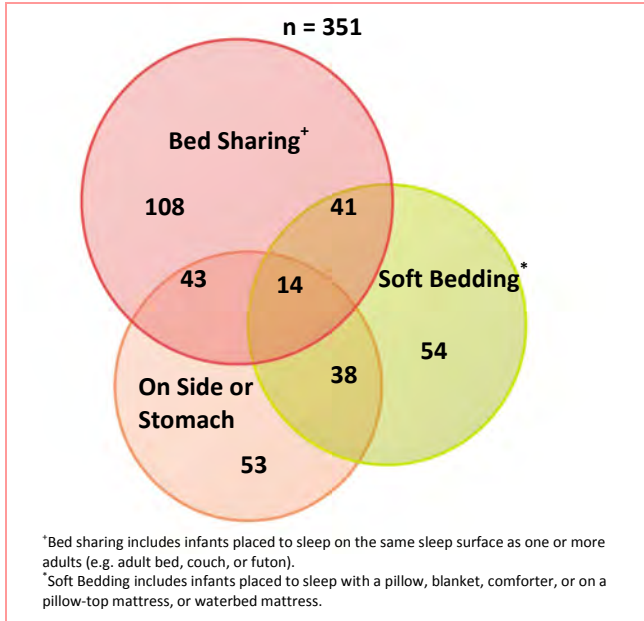 n = 351
Bed Sharing+
108
41
43
14
Soft Bedding*
54
38
On Side or
Stomach
53
+Bed sharing includes infants placed to sleep on the same sleep surface as one or more
adults (e.g. adult bed, couch, or futon).
*Soft Bedding includes infants placed to sleep with a pillow, blanket, comforter, or on a
pillow-top mattress, or waterbed mattress.